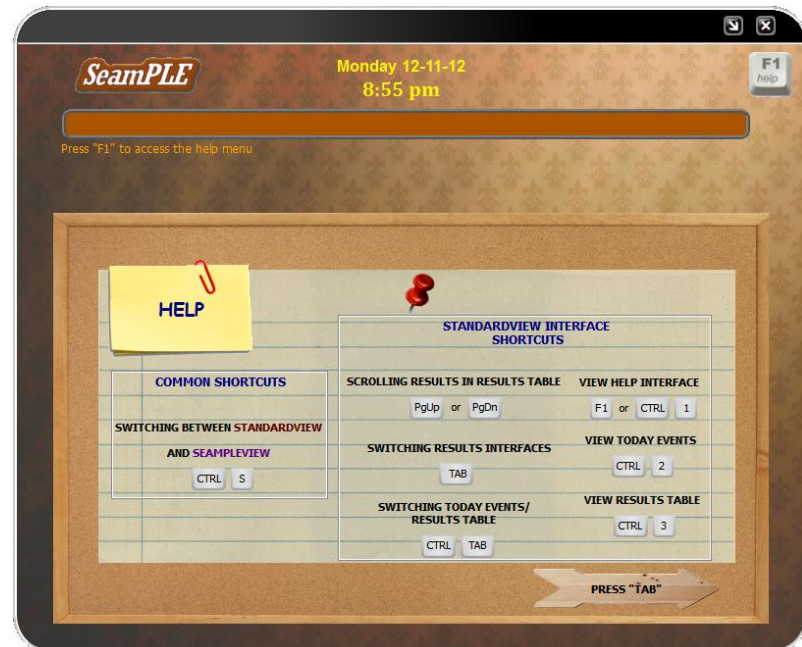 SeamPLE
Monday 12-11-12
8:55 pm
F1
help
Press "F1" to access the help menu
HELP
COMMON SHORTCUTS
SWITCHING BETWEEN STANDARDVIEW
AND SEAMPLEVIEW
CTRL S
STANDARDVIEW INTERFACE
SHORTCUTS
SCROLLING RESULTS IN RESULTS TABLE
PgUp or PgDn
SWITCHING RESULTS INTERFACES
TAB
SWITCHING TODAY EVENTS/
RESULTS TABLE
CTRL TAB
VIEW HELP INTERFACE
F1 or CTRL 1
VIEW TODAY EVENTS
CTRL 2
VIEW RESULTS TABLE
CTRL 3
PRESS "TAB"